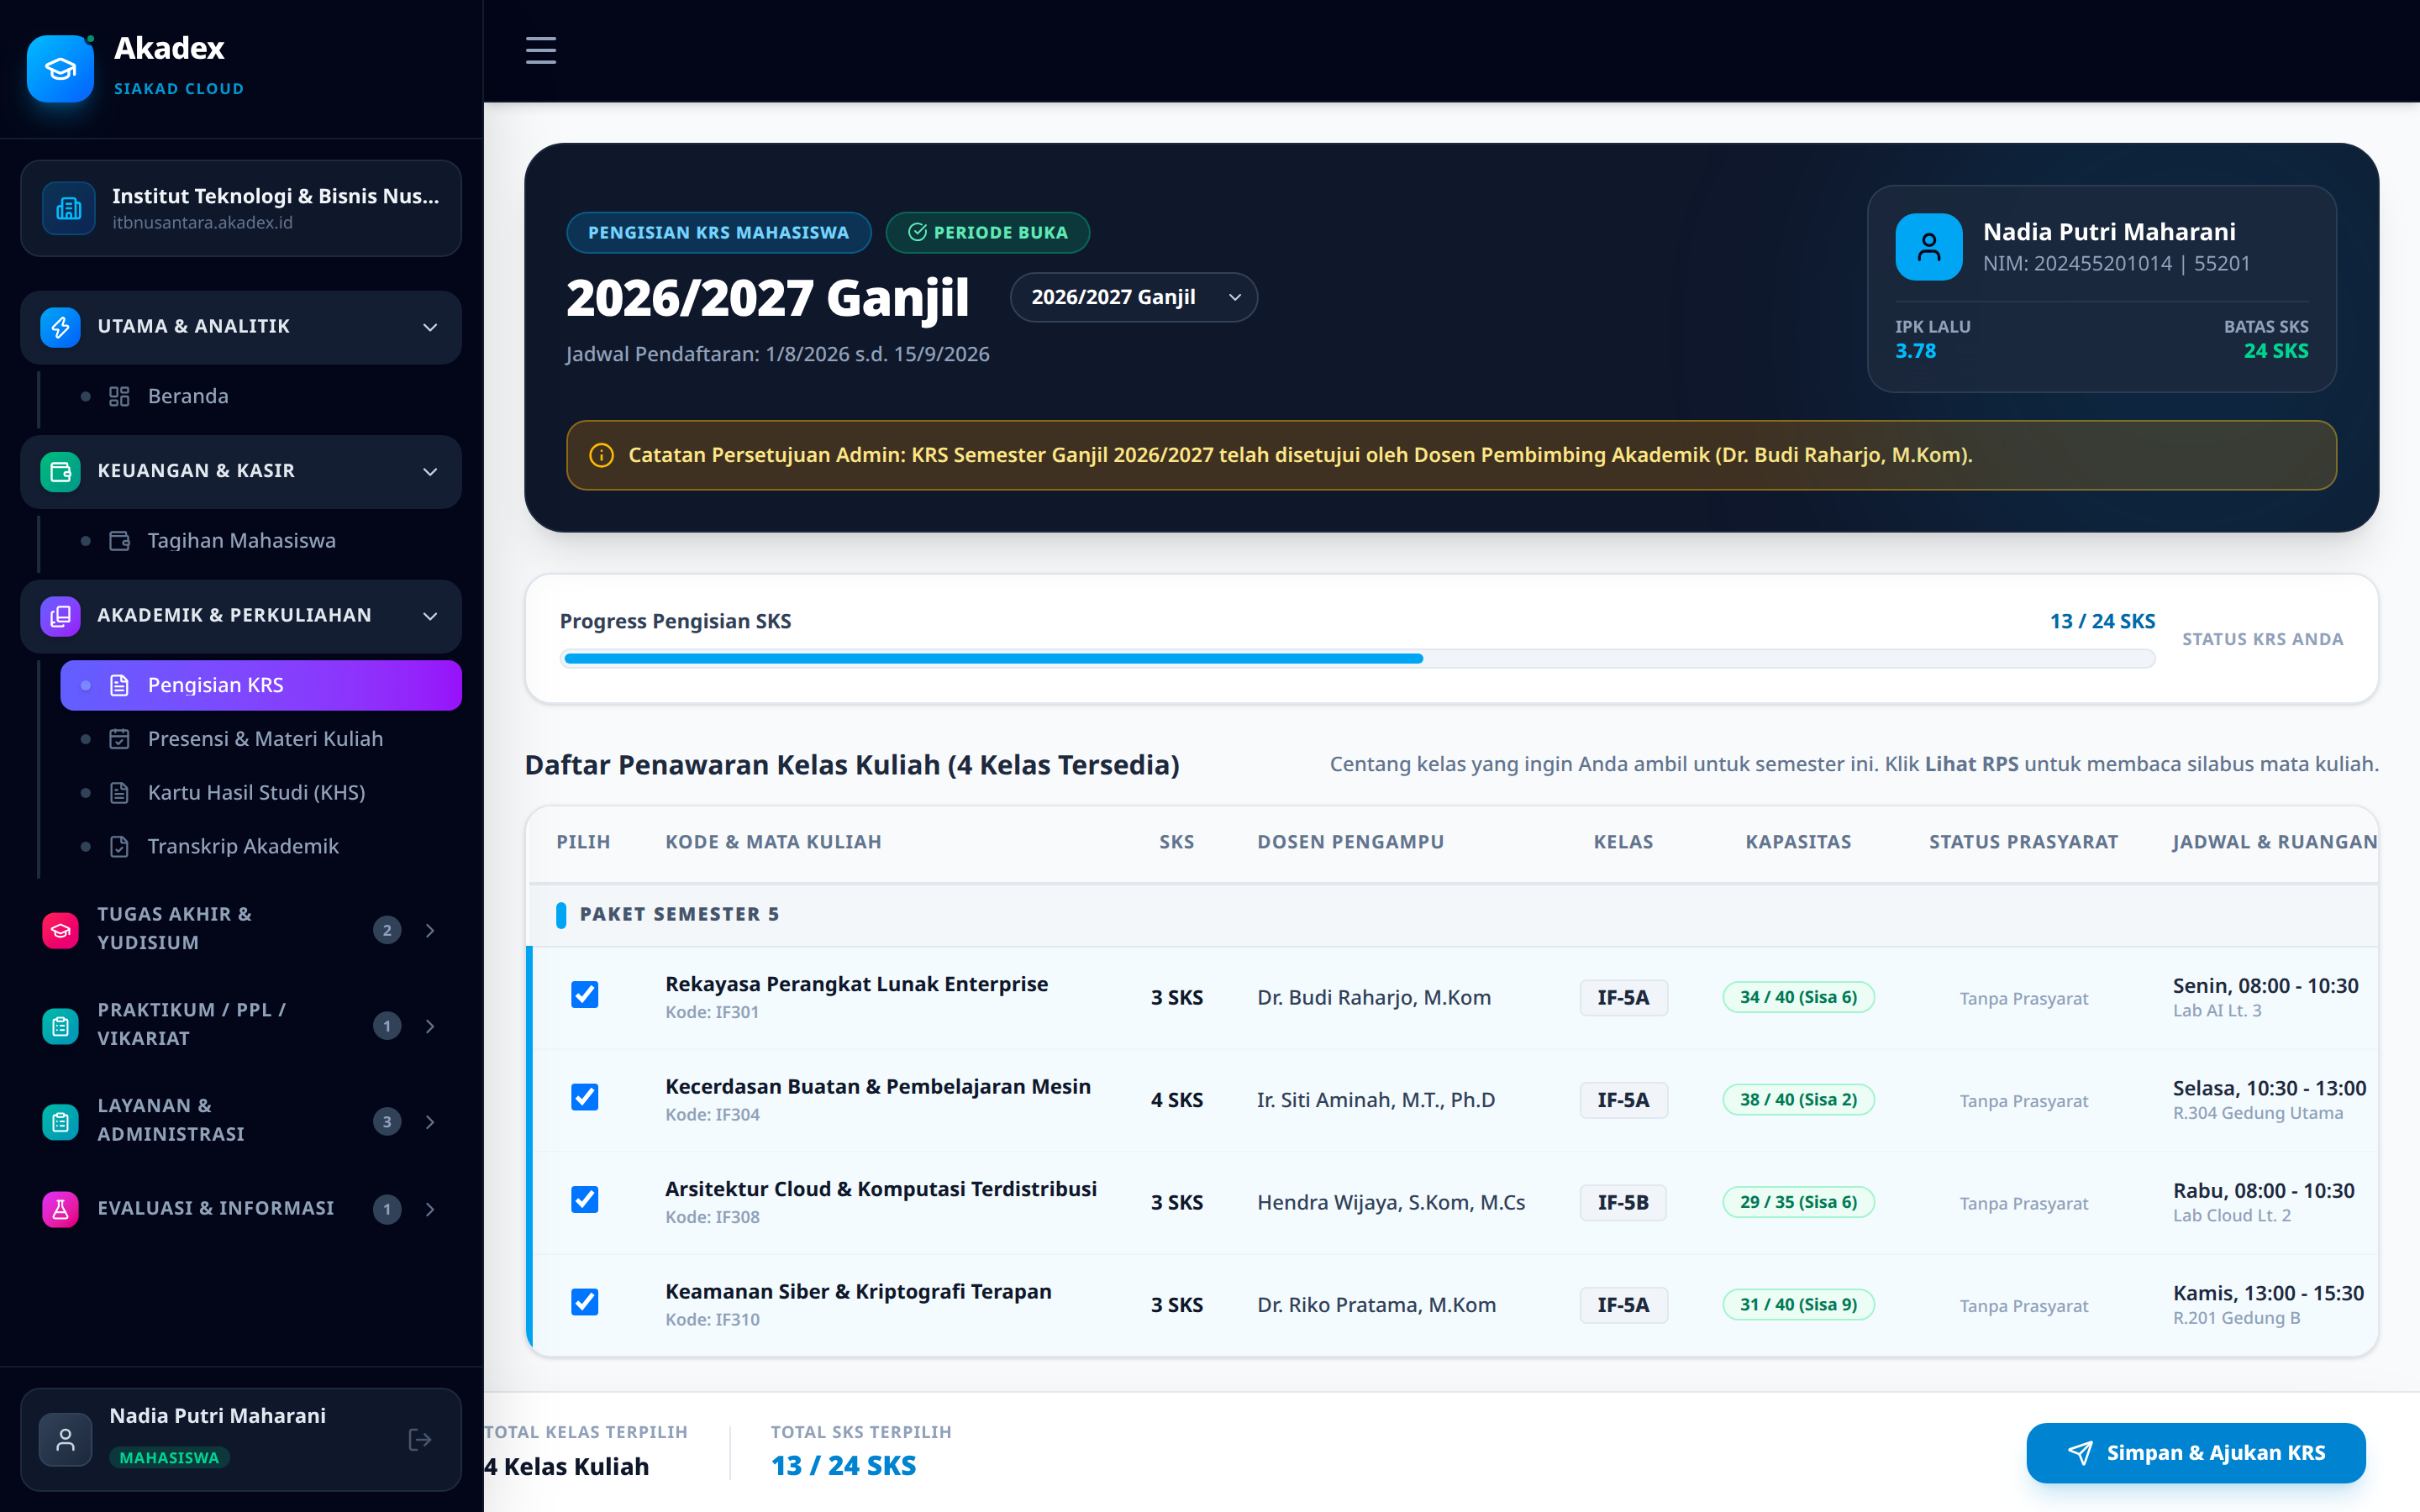 Akadex
SIAKAD CLOUD
Institut Teknologi & Bisnis Nus...
itbnusantara.akadex.id
UTAMA & ANALITIK
Beranda
KEUANGAN & KASIR
Tagihan Mahasiswa
AKADEMIK & PERKULIAHAN
Pengisian KRS
Presensi & Materi Kuliah
Kartu Hasil Studi (KHS)
Transkrip Akademik
TUGAS AKHIR &
YUDISIUM
2
PRAKTIKUM / PPL /
VIKARIAT
1
LAYANAN &
ADMINISTRASI
3
EVALUASI & INFORMASI
1
Nadia Putri Maharani
MAHASISWA
PENGISIAN KRS MAHASISWA
PERIODE BUKA
2026/2027 Ganjil
2026/2027 Ganjil
Jadwal Pendaftaran: 1/8/2026 s.d. 15/9/2026
Nadia Putri Maharani
NIM: 202455201014 | 55201
IPK LALU
BATAS SKS
3.78
24 SKS
Catatan Persetujuan Admin: KRS Semester Ganjil 2026/2027 telah disetujui oleh Dosen Pembimbing Akademik (Dr. Budi Raharjo, M.Kom).
Progress Pengisian SKS
13 / 24 SKS
STATUS KRS ANDA
Daftar Penawaran Kelas Kuliah (4 Kelas Tersedia)
Centang kelas yang ingin Anda ambil untuk semester ini. Klik Lihat RPS untuk membaca silabus mata kuliah.
PILIH KODE & MATA KULIAH SKS DOSEN PENGAMPU KELAS KAPASITAS STATUS PRASYARAT JADWAL & RUANGAN
PAKET SEMESTER 5
Rekayasa Perangkat Lunak Enterprise
Kode: IF301
3 SKS
Dr. Budi Raharjo, M.Kom
IF-5A
34 / 40 (Sisa 6)
Tanpa Prasyarat
Senin, 08:00 - 10:30
Lab AI Lt. 3
Kecerdasan Buatan & Pembelajaran Mesin
Kode: IF304
4 SKS
Ir. Siti Aminah, M.T., Ph.D
IF-5A
38 / 40 (Sisa 2)
Tanpa Prasyarat
Selasa, 10:30 - 13:00
R.304 Gedung Utama
Arsitektur Cloud & Komputasi Terdistribusi
Kode: IF308
3 SKS
Hendra Wijaya, S.Kom, M.Cs
IF-5B
29 / 35 (Sisa 6)
Tanpa Prasyarat
Rabu, 08:00 - 10:30
Lab Cloud Lt. 2
Keamanan Siber & Kriptografi Terapan
Kode: IF310
3 SKS
Dr. Riko Pratama, M.Kom
IF-5A
31 / 40 (Sisa 9)
Tanpa Prasyarat
Kamis, 13:00 - 15:30
R.201 Gedung B
TOTAL KELAS TERPILIH
4 Kelas Kuliah
TOTAL SKS TERPILIH
13 / 24 SKS
Simpan & Ajukan KRS